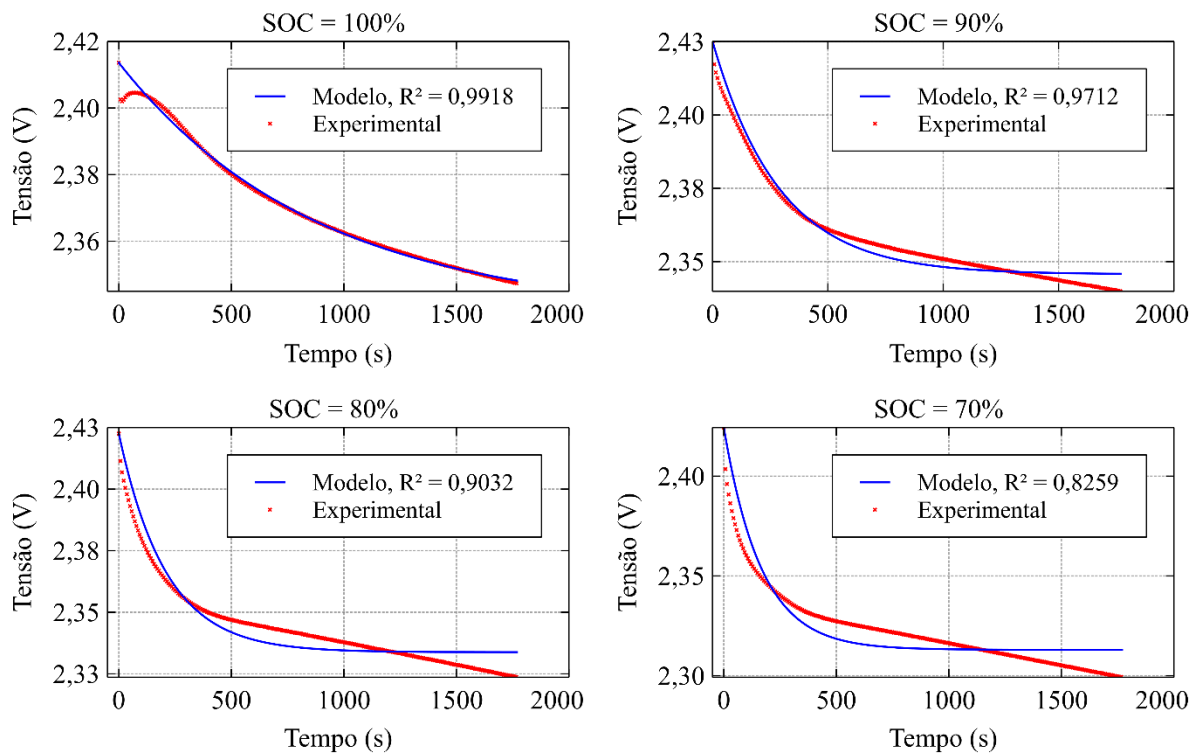 SOC = 100%
2,42
2,40
2,38
2,36
Tensão (V)
Modelo, R² = 0,9918
Experimental
0 500 1000 1500 2000
Tempo (s)
SOC = 90%
2,43
2,40
2,38
2,35
Tensão (V)
Modelo, R² = 0,9712
Experimental
0 500 1000 1500 2000
Tempo (s)
SOC = 80%
2,43
2,40
2,38
2,35
2,33
Tensão (V)
Modelo, R² = 0,9032
Experimental
0 500 1000 1500 2000
Tempo (s)
SOC = 70%
2,40
2,35
2,30
Tensão (V)
Modelo, R² = 0,8259
Experimental
0 500 1000 1500 2000
Tempo (s)